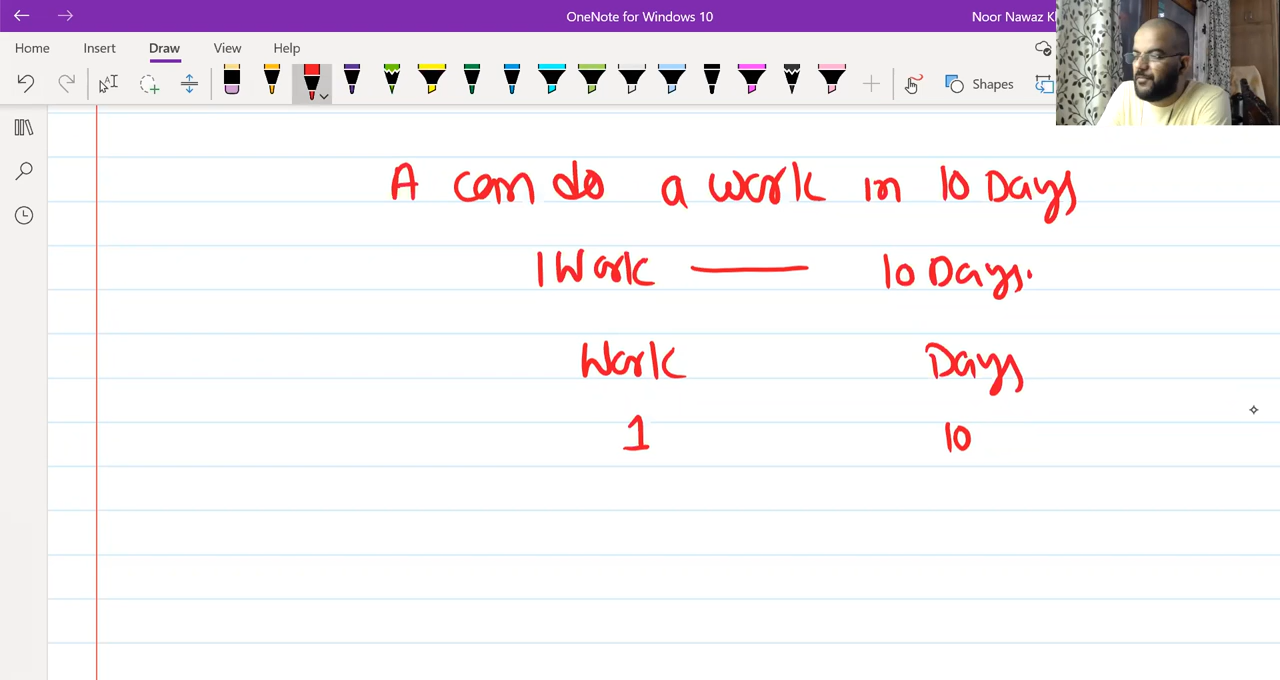 OneNote for Windows 10
Noor Nawaz Kh
Home Insert Draw View Help
Shapes
A can do a work in 10 Days
1 Work —— 10 Days.
Work Days
1 10